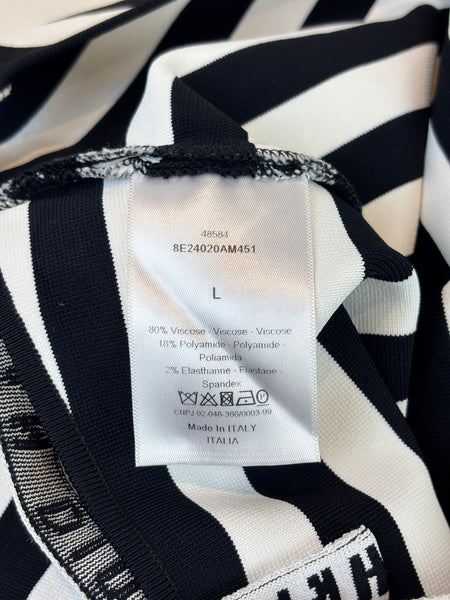 48584
8E24020AM451
L
80% Viscose - Viscose - Viscose
18% Polyamide - Polyamide -
Poliamida
2% Elasthanne - Elastane -
Spandex
CNPJ 02-046-366/0003-99
Made In ITALY
ITALIA